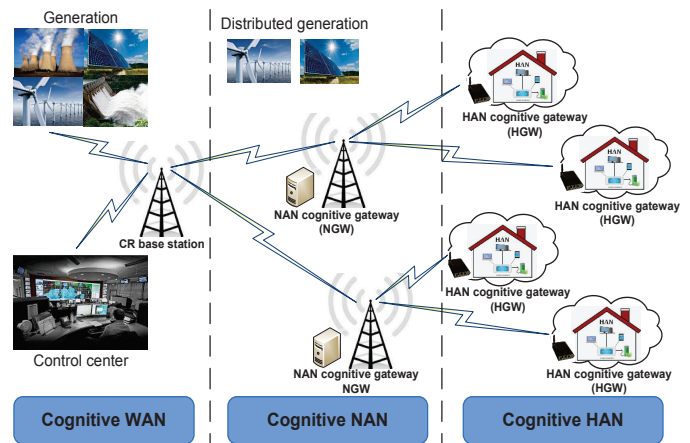 Generation
Distributed generation
HAN
HAN cognitive gateway
(HGW)
HAN
HAN cognitive gateway
(HGW)
NAN cognitive gateway
(NGW)
CR base station
HAN
HAN cognitive gateway
(HGW)
HAN
HAN cognitive gateway
(HGW)
NAN cognitive gateway
NGW
Control center
Cognitive WAN
Cognitive NAN
Cognitive HAN